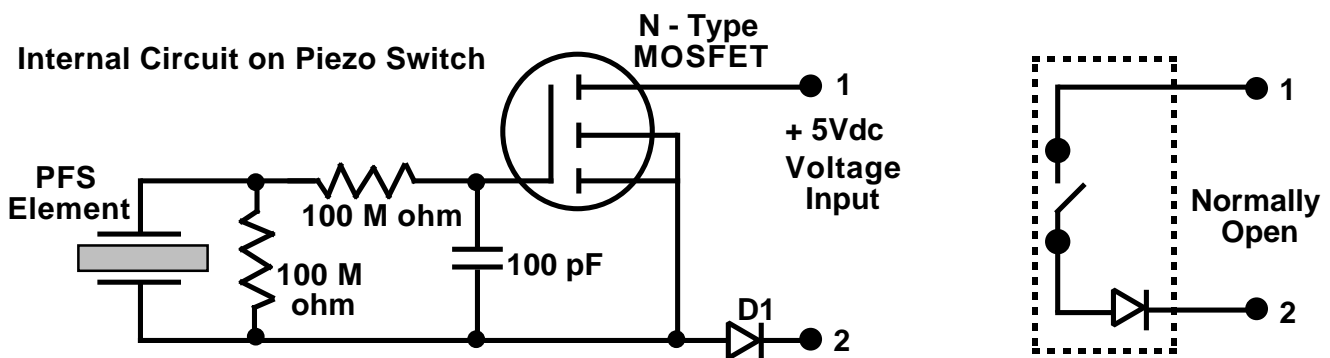 Internal Circuit on Piezo Switch
N - Type
MOSFET
1
+ 5Vdc
Voltage
Input
PFS
Element
100 M ohm
100 M
ohm
100 pF
D1
2
1
Normally
Open
2